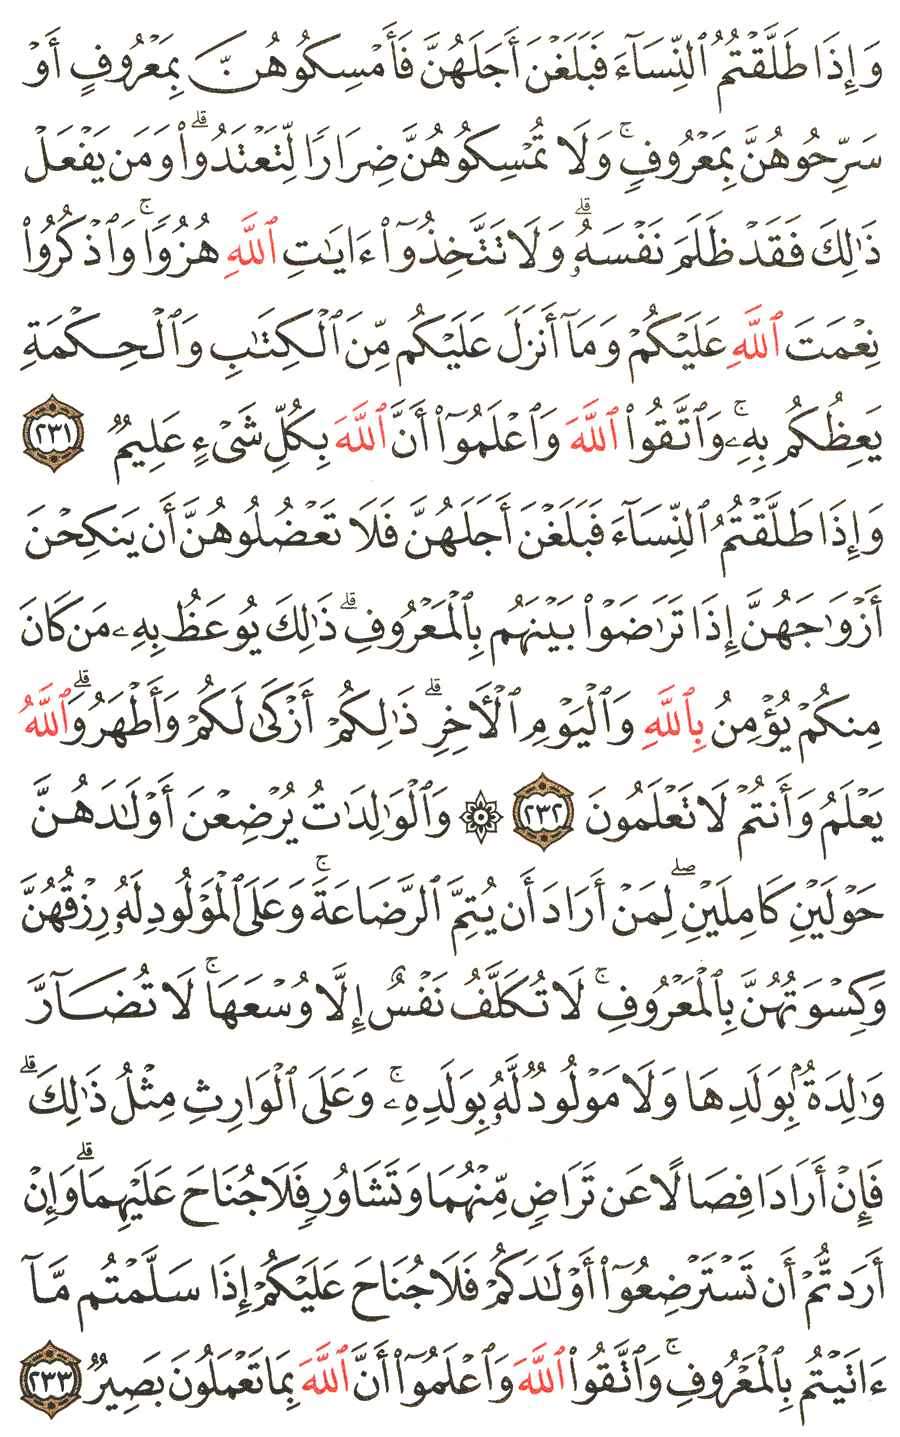 وَإِذَا طَلَّقْتُمُ ٱلنِّسَآءَ فَبَلَغْنَ أَجَلَهُنَّ فَأَمْسِكُوهُنَّ بِمَعْرُوفٍ أَوْ
سَرِّحُوهُنَّ بِمَعْرُوفٍۚ وَلَا تُمْسِكُوهُنَّ ضِرَارًا لِّتَعْتَدُوا۟ۗ وَمَن يَفْعَلْ
ذَٰلِكَ فَقَدْ ظَلَمَ نَفْسَهُۥۗ وَلَا تَتَّخِذُوٓا۟ ءَايَٰتِ ٱللَّهِ هُزُوًاۚ وَٱذْكُرُوا۟
نِعْمَتَ ٱللَّهِ عَلَيْكُمْ وَمَآ أَنزَلَ عَلَيْكُم مِّنَ ٱلْكِتَٰبِ وَٱلْحِكْمَةِ
يَعِظُكُم بِهِۦۚ وَٱتَّقُوا۟ ٱللَّهَ وَٱعْلَمُوٓا۟ أَنَّ ٱللَّهَ بِكُلِّ شَىْءٍ عَلِيمٌ ٢٣١
وَإِذَا طَلَّقْتُمُ ٱلنِّسَآءَ فَبَلَغْنَ أَجَلَهُنَّ فَلَا تَعْضُلُوهُنَّ أَن يَنكِحْنَ
أَزْوَٰجَهُنَّ إِذَا تَرَٰضَوْا۟ بَيْنَهُم بِٱلْمَعْرُوفِۗ ذَٰلِكَ يُوعَظُ بِهِۦ مَن كَانَ
مِنكُمْ يُؤْمِنُ بِٱللَّهِ وَٱلْيَوْمِ ٱلْءَاخِرِۗ ذَٰلِكُمْ أَزْكَىٰ لَكُمْ وَأَطْهَرُۗ وَٱللَّهُ
يَعْلَمُ وَأَنتُمْ لَا تَعْلَمُونَ ٢٣٢ ۞ وَٱلْوَٰلِدَٰتُ يُرْضِعْنَ أَوْلَٰدَهُنَّ
حَوْلَيْنِ كَامِلَيْنِۖ لِمَنْ أَرَادَ أَن يُتِمَّ ٱلرَّضَاعَةَۚ وَعَلَى ٱلْمَوْلُودِ لَهُۥ رِزْقُهُنَّ
وَكِسْوَتُهُنَّ بِٱلْمَعْرُوفِۚ لَا تُكَلَّفُ نَفْسٌ إِلَّا وُسْعَهَاۚ لَا تُضَآرَّ
وَٰلِدَةٌۢ بِوَلَدِهَا وَلَا مَوْلُودٌ لَّهُۥ بِوَلَدِهِۦۚ وَعَلَى ٱلْوَارِثِ مِثْلُ ذَٰلِكَۗ
فَإِنْ أَرَادَا فِصَالًا عَن تَرَاضٍ مِّنْهُمَا وَتَشَاوُرٍ فَلَا جُنَاحَ عَلَيْهِمَاۗ وَإِنْ
أَرَدتُّمْ أَن تَسْتَرْضِعُوٓا۟ أَوْلَٰدَكُمْ فَلَا جُنَاحَ عَلَيْكُمْ إِذَا سَلَّمْتُم مَّآ
ءَاتَيْتُم بِٱلْمَعْرُوفِۗ وَٱتَّقُوا۟ ٱللَّهَ وَٱعْلَمُوٓا۟ أَنَّ ٱللَّهَ بِمَا تَعْمَلُونَ بَصِيرٌ ٢٣٣